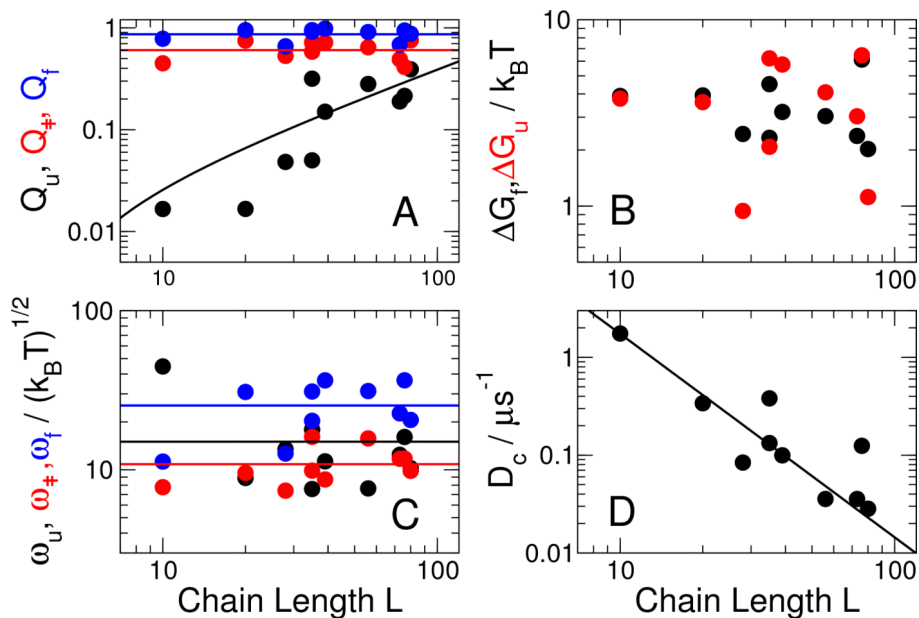 Q_u, Q_‡, Q_f
1
0.1
0.01
10
100
A
ΔG_f,ΔG_u / k_BT
10
1
10
100
B
ω_u, ω_‡,ω_f / (k_BT)^1/2
100
10
10
100
C
Chain Length L
D_c / μs^-1
1
0.1
0.01
10
100
D
Chain Length L